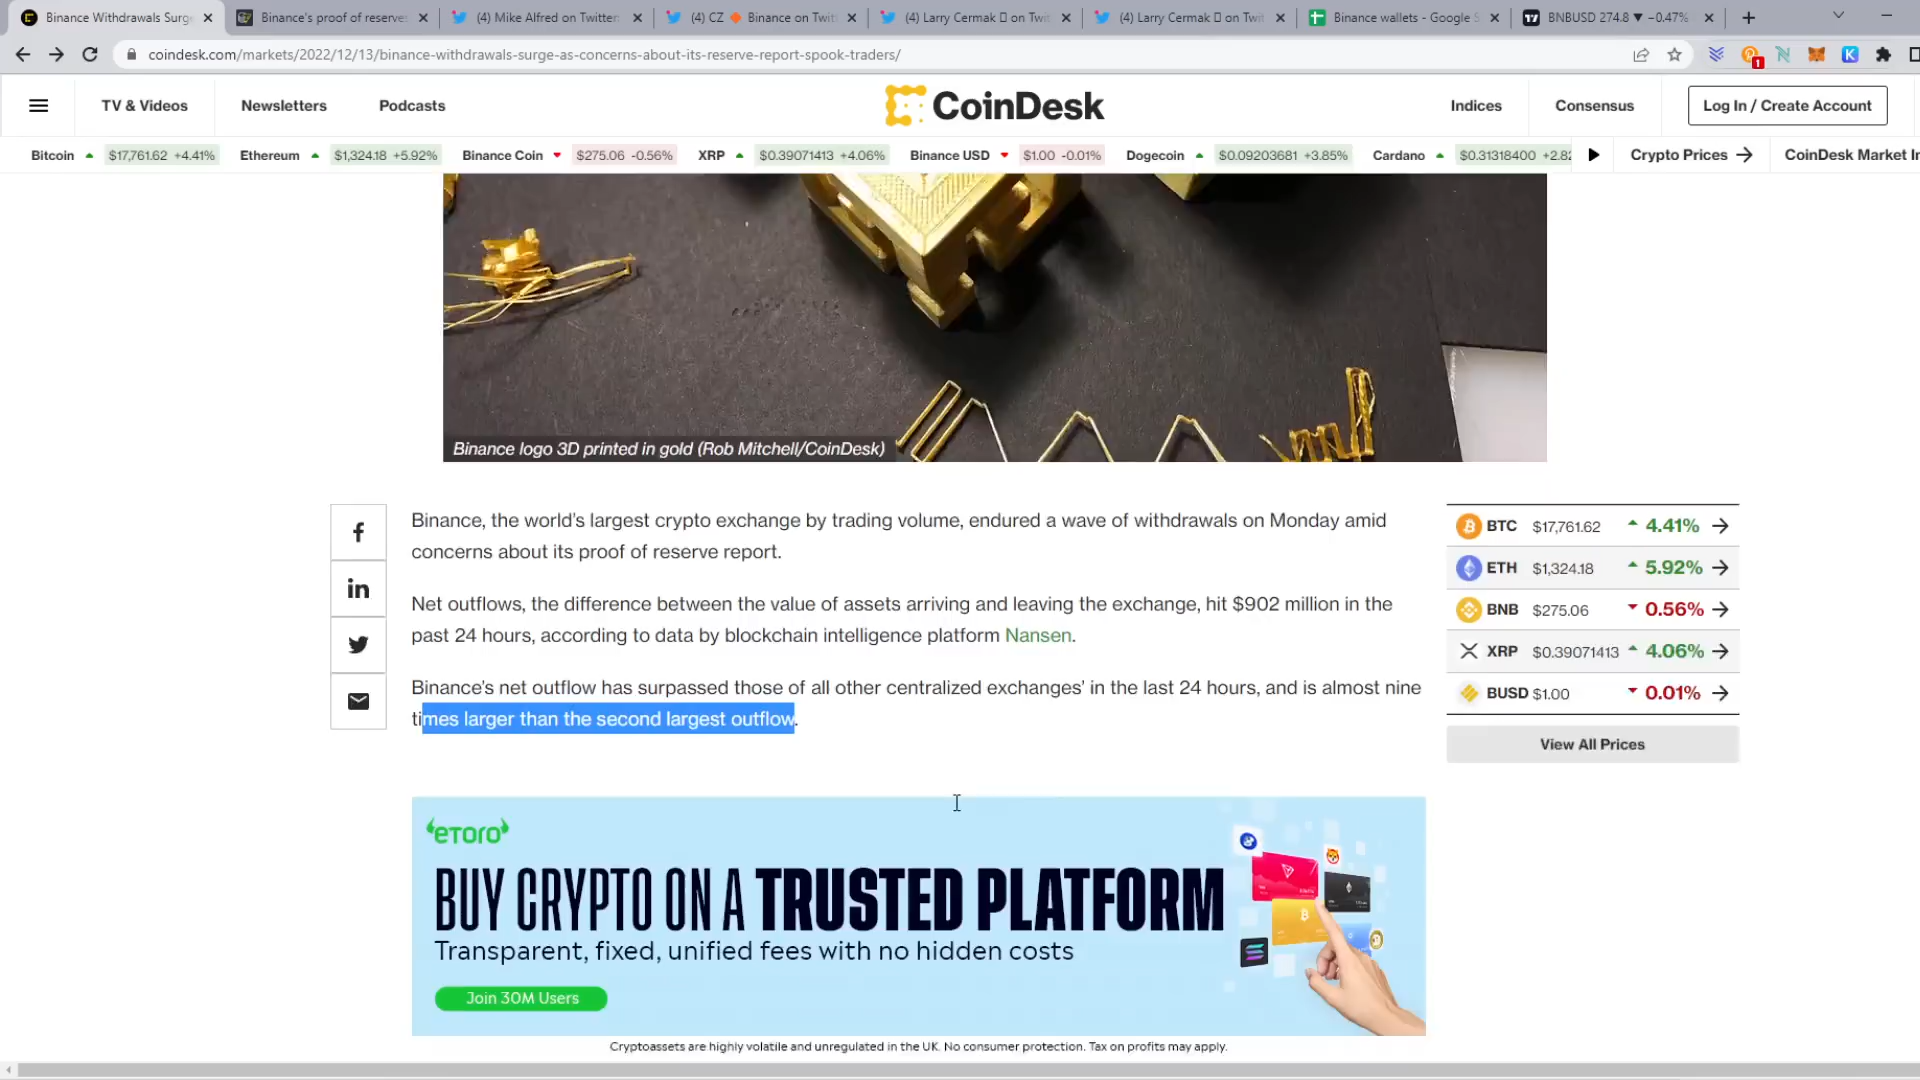 Binance Withdrawals Surg
Binance's proof of reserves
(4) Mike Alfred on Twitter
(4) CZ Binance on Twit
(4) Larry Cermak on Twit
(4) Larry Cermak on Twit
Binance wallets - Google S
BNBUSD 274.8 ▼ −0.47%
coindesk.com/markets/2022/12/13/binance-withdrawals-surge-as-concerns-about-its-reserve-report-spook-traders/
1
TV & Videos
Newsletters
Podcasts
CoinDesk
Indices
Consensus
Log In / Create Account
Bitcoin $17,761.62 +4.41% Ethereum $1,324.18 +5.92% Binance Coin $275.06 -0.56% XRP $0.39071413 +4.06% Binance USD $1.00 -0.01% Dogecoin $0.09203681 +3.85% Cardano $0.31318400 +2.82 Crypto Prices CoinDesk Market In
Binance logo 3D printed in gold (Rob Mitchell/CoinDesk)
Binance, the world's largest crypto exchange by trading volume, endured a wave of withdrawals on Monday amid
concerns about its proof of reserve report.
Net outflows, the difference between the value of assets arriving and leaving the exchange, hit $902 million in the
past 24 hours, according to data by blockchain intelligence platform Nansen.
Binance's net outflow has surpassed those of all other centralized exchanges' in the last 24 hours, and is almost nine
times larger than the second largest outflow.
BTC $17,761.62 4.41%
ETH $1,324.18 5.92%
BNB $275.06 0.56%
XRP $0.39071413 4.06%
BUSD $1.00 0.01%
View All Prices
eToro
BUY CRYPTO ON A TRUSTED PLATFORM
Transparent, fixed, unified fees with no hidden costs
Join 30M Users
Cryptoassets are highly volatile and unregulated in the UK. No consumer protection. Tax on profits may apply.